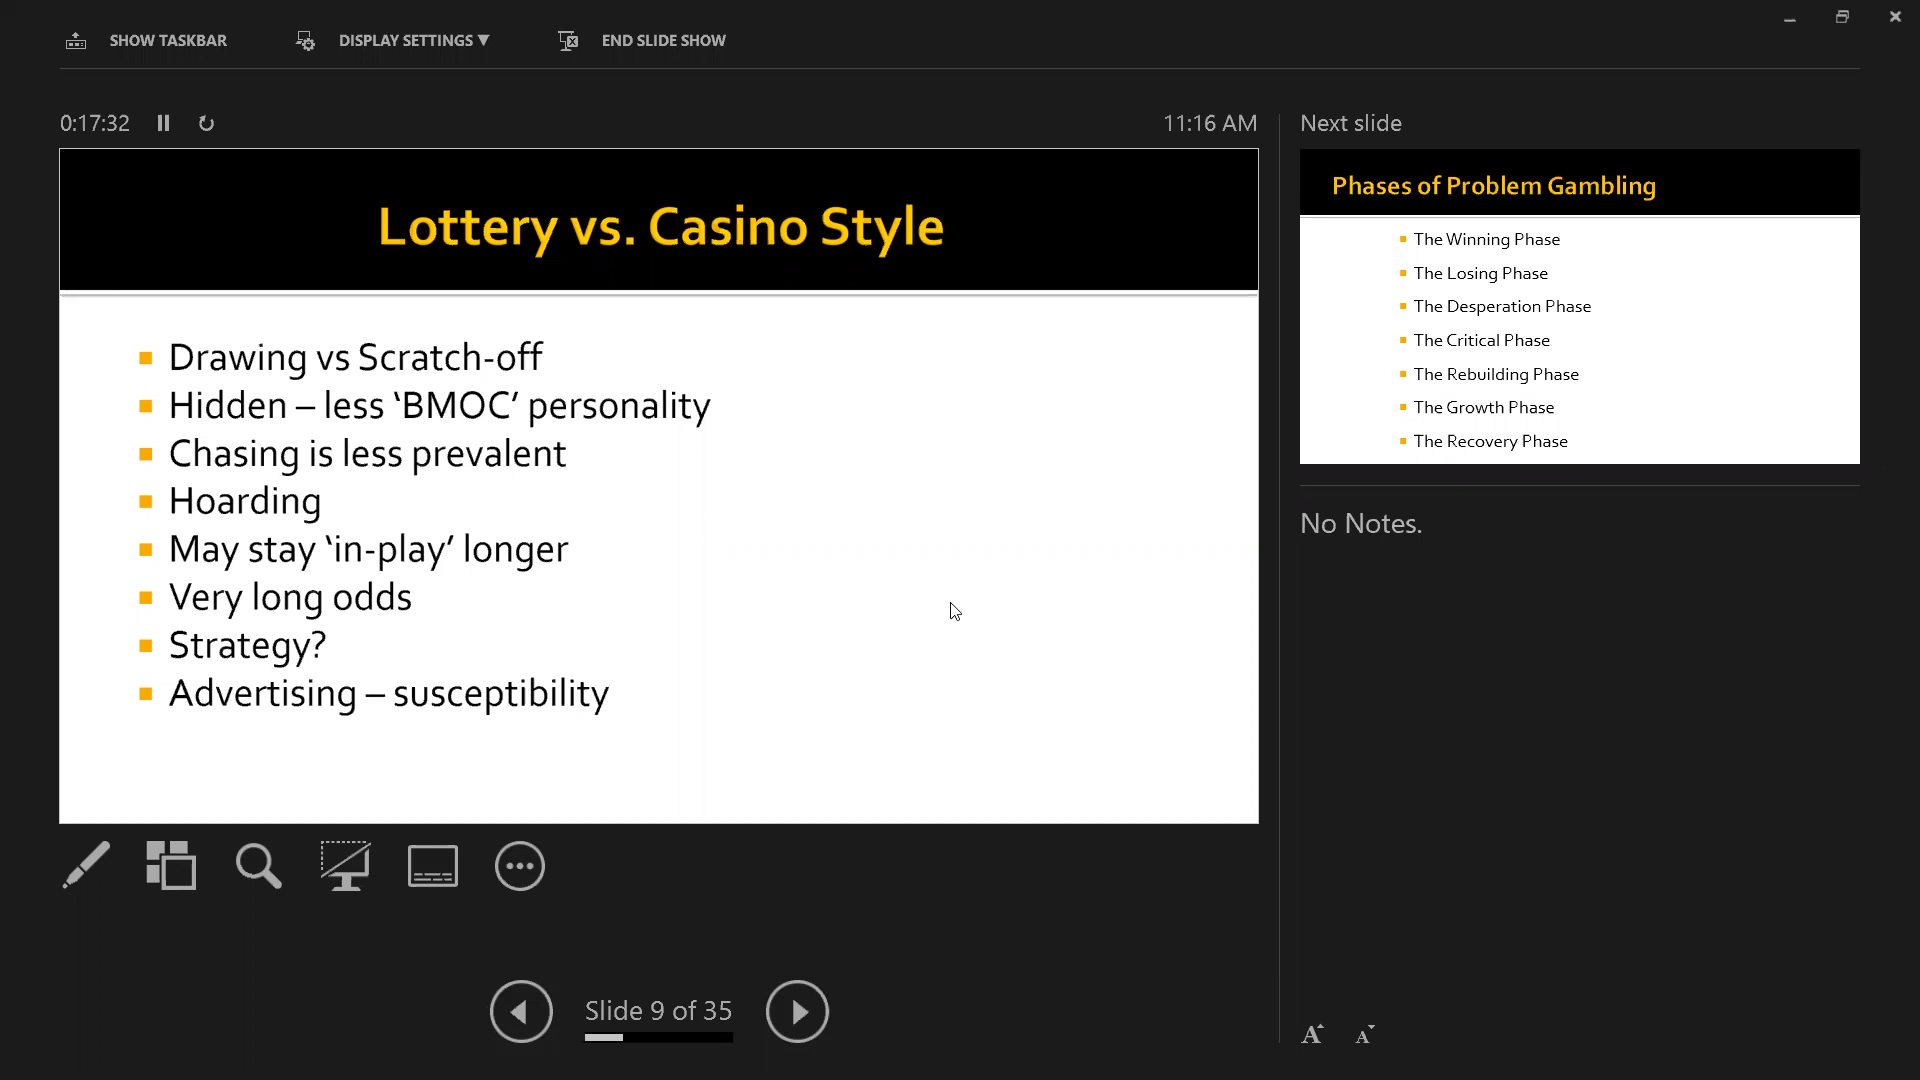 SHOW TASKBAR
DISPLAY SETTINGS ▼
END SLIDE SHOW
0:17:32
11:16 AM
Lottery vs. Casino Style
Drawing vs Scratch-off
Hidden – less ‘BMOC’ personality
Chasing is less prevalent
Hoarding
May stay ‘in-play’ longer
Very long odds
Strategy?
Advertising – susceptibility
Slide 9 of 35
Next slide
Phases of Problem Gambling
The Winning Phase
The Losing Phase
The Desperation Phase
The Critical Phase
The Rebuilding Phase
The Growth Phase
The Recovery Phase
No Notes.
A A